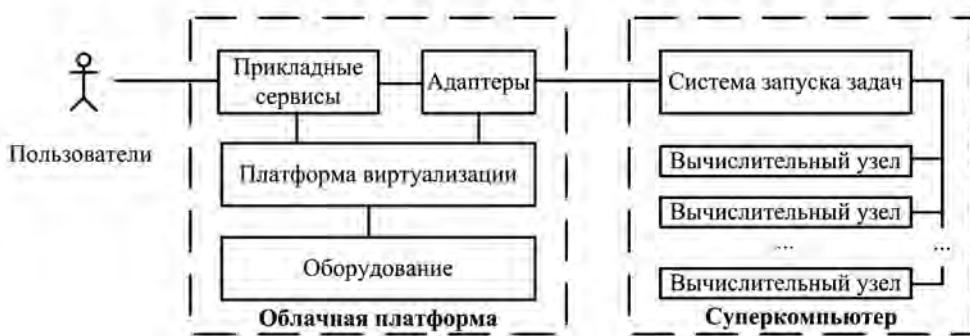 Прикладные
сервисы
Адаптеры
Система запуска задач
Пользователи
Платформа виртуализации
Вычислительный узел
Вычислительный узел
...
...
Оборудование
Вычислительный узел
Облачная платформа
Суперкомпьютер